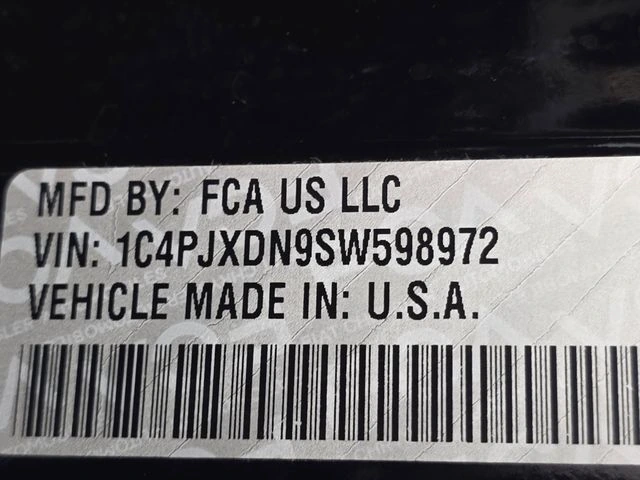 MFD BY: FCA US LLC
VIN: 1C4PJXDN9SW598972
VEHICLE MADE IN: U.S.A.